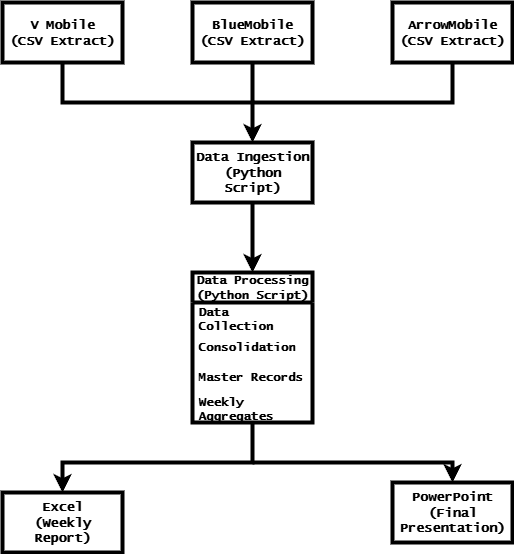 V Mobile
(CSV Extract)
BlueMobile
(CSV Extract)
ArrowMobile
(CSV Extract)
Data Ingestion
(Python
Script)
Data Processing
(Python Script)
Data
Collection
Consolidation
Master Records
Weekly
Aggregates
Excel
(Weekly
Report)
PowerPoint
(Final
Presentation)